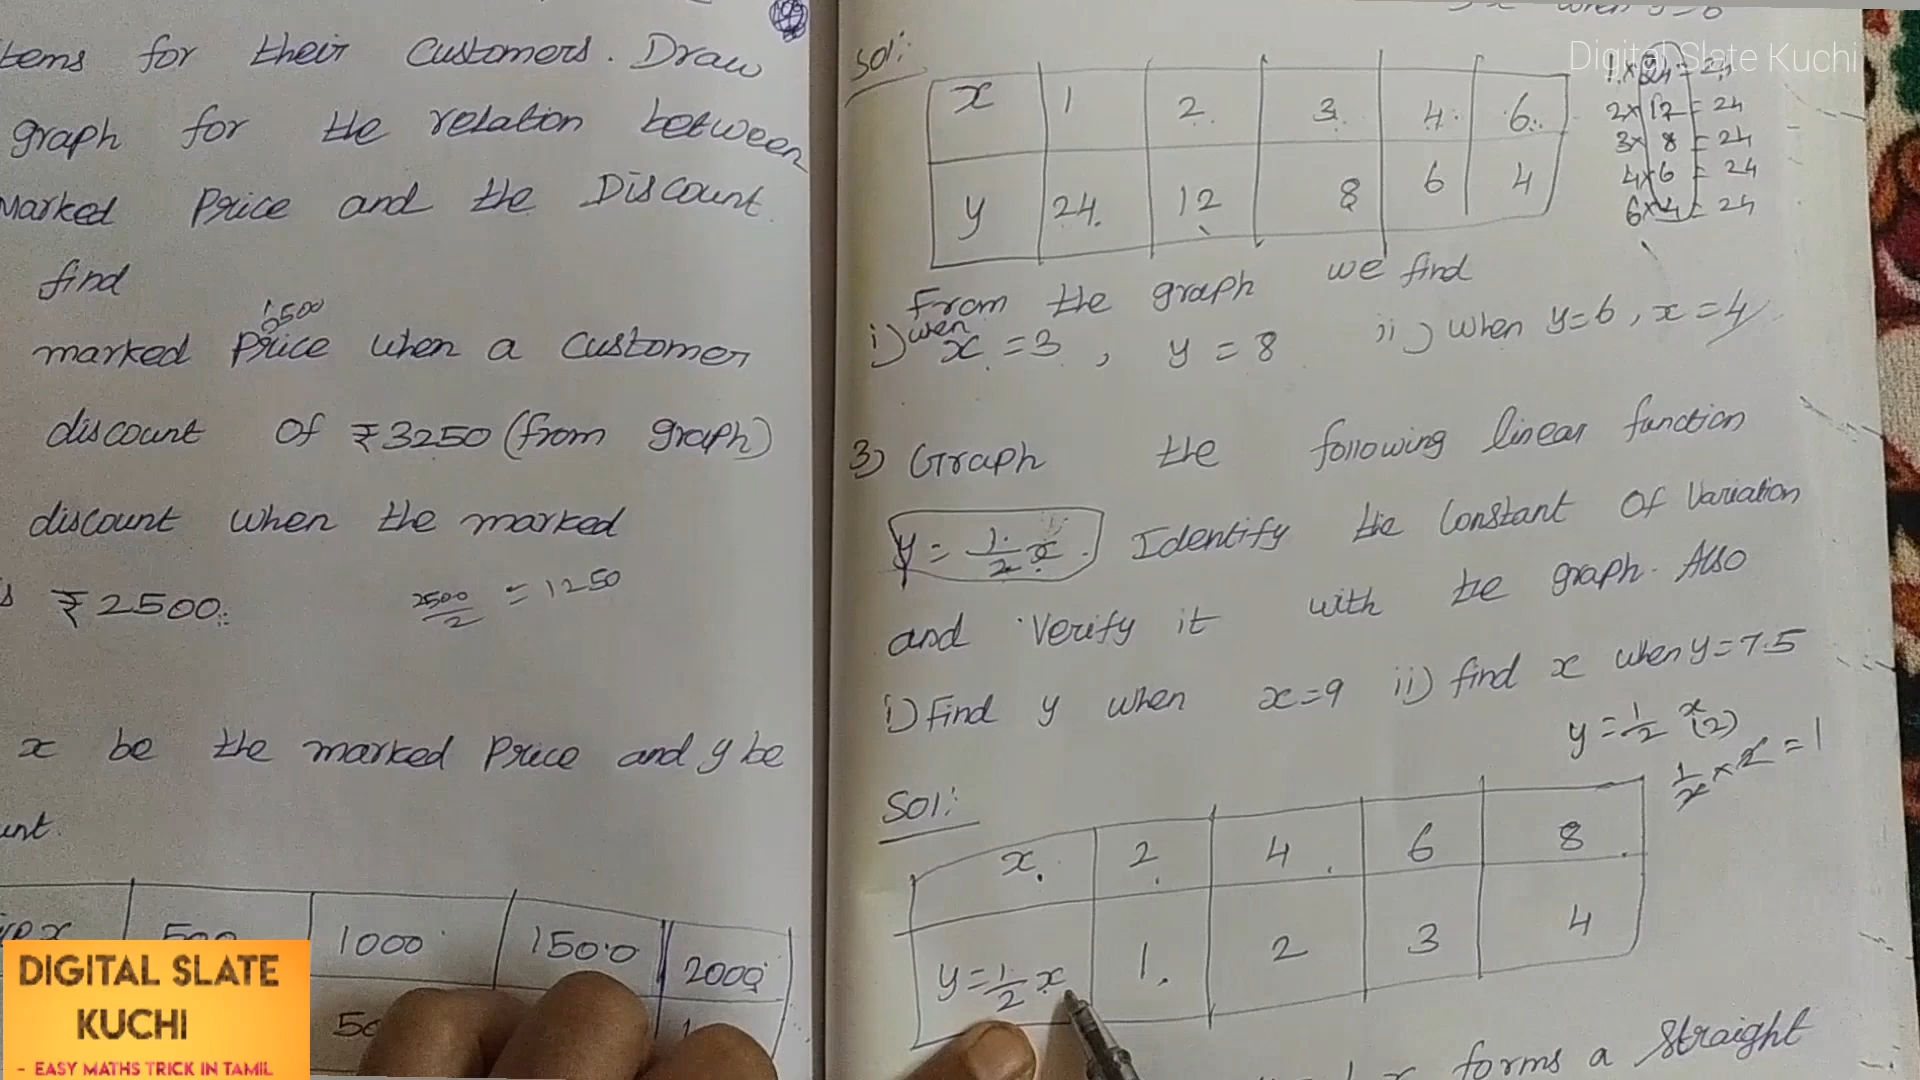 tems for their Customers. Draw
graph for the relation between
Marked Price and the Discount.
find
6500
marked Price when a Customer
discount of ₹3250 (from graph)
discount when the marked
₹2500.
2500/2 = 1250
x be the marked Price and y be
500 1000 1500 2000
DIGITAL SLATE
KUCHI
- EASY MATHS TRICK IN TAMIL
Digital Slate Kuchi
Sol:
x 1 2 3 4 6
y 24 12 8 6 4
1 × 24 = 24
2 × 12 = 24
3 × 8 = 24
4 × 6 = 24
6 × 4 = 24
From the graph we find
i) wen x = 3, y = 8 ii) when y=6, x = 4
3) Graph the following linear function
y = 1/2 x. Identify the Constant of Variation
and Verify it with the graph. Also
i) Find y when x=9 ii) find x when y=7.5
y = 1/2 x (2)
1/2 × 2 = 1
Sol:
x 2 4 6 8
y = 1/2 x 1 2 3 4
forms a Straight